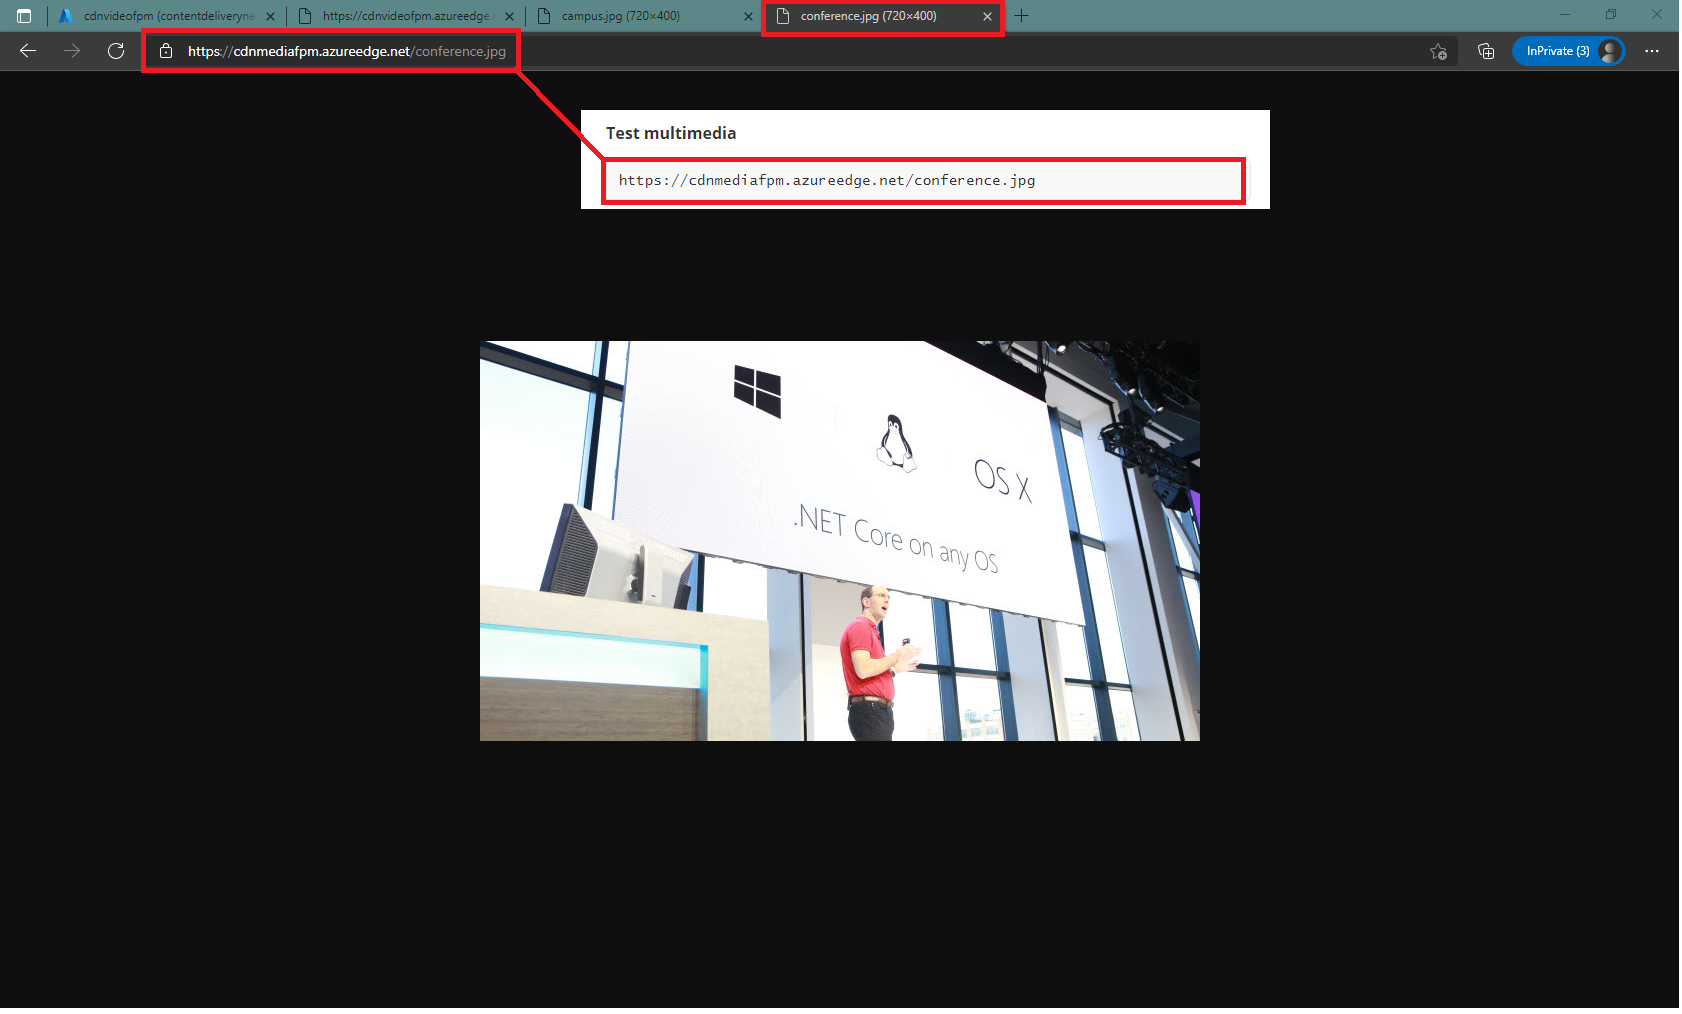 cdnvideofpm (contentdeliveryne
https://cdnvideofpm.azureedge.
campus.jpg (720×400)
conference.jpg (720×400)
https://cdnmediafpm.azureedge.net/conference.jpg
InPrivate (3)
Test multimedia
https://cdnmediafpm.azureedge.net/conference.jpg
OS X
.NET Core on any OS